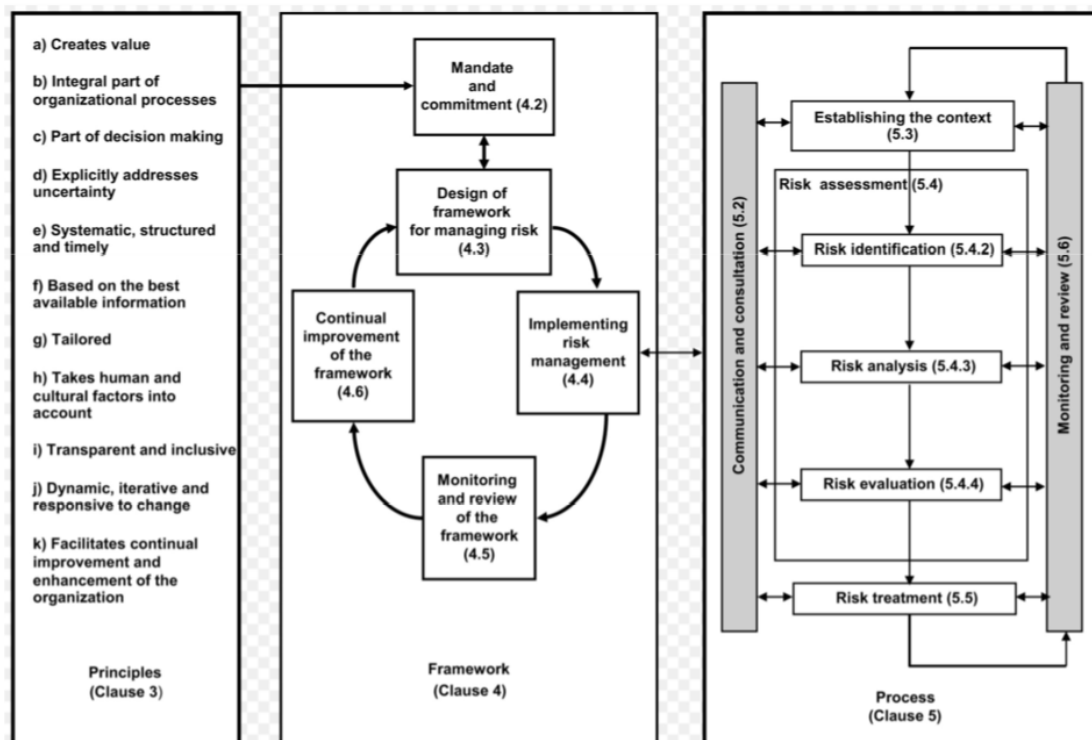 a) Creates value
b) Integral part of
organizational processes
c) Part of decision making
d) Explicitly addresses
uncertainty
e) Systematic, structured
and timely
f) Based on the best
available information
g) Tailored
h) Takes human and
cultural factors into
account
i) Transparent and inclusive
j) Dynamic, iterative and
responsive to change
k) Facilitates continual
improvement and
enhancement of the
organization
Principles
(Clause 3)
Mandate
and
commitment (4.2)
Design of
framework
for managing risk
(4.3)
Implementing
risk
management
(4.4)
Continual
improvement
of the
framework
(4.6)
Monitoring
and review
of the
framework
(4.5)
Framework
(Clause 4)
Communication and consultation (5.2)
Establishing the context
(5.3)
Risk assessment (5.4)
Risk identification (5.4.2)
Risk analysis (5.4.3)
Risk evaluation (5.4.4)
Risk treatment (5.5)
Monitoring and review (5.6)
Process
(Clause 5)